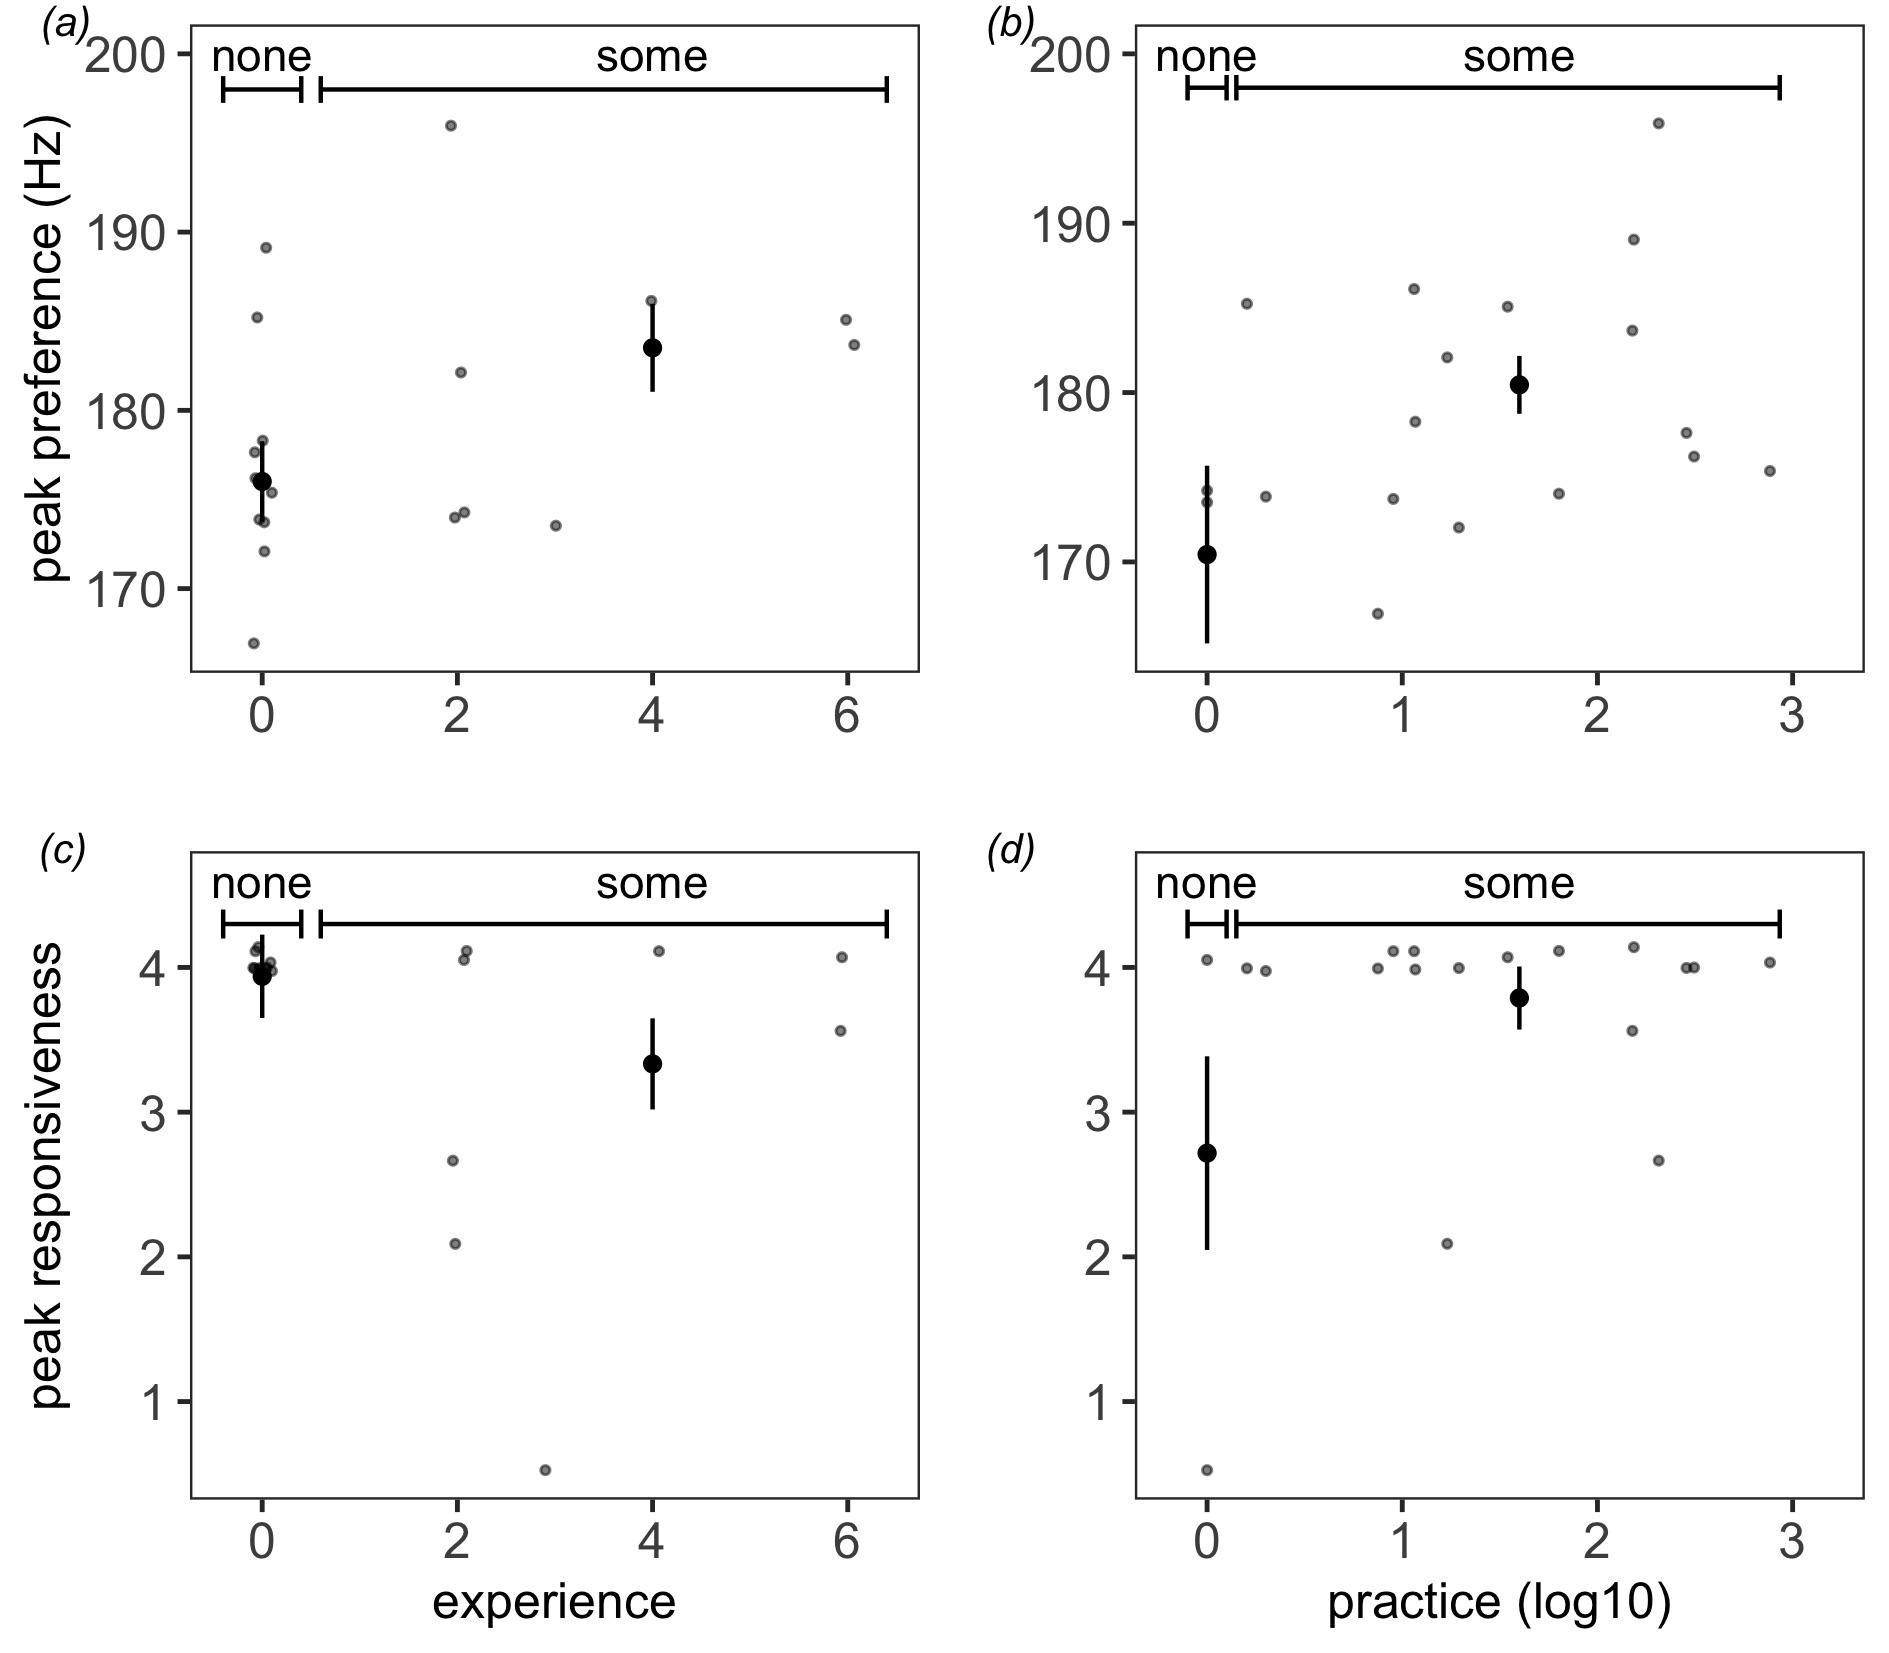 (a)
200
190
180
170
peak preference (Hz)
none some
0 2 4 6
(b)
200
190
180
170
none some
0 1 2 3
(c)
4
3
2
1
peak responsiveness
none some
0 2 4 6
experience
(d)
4
3
2
1
none some
0 1 2 3
practice (log10)